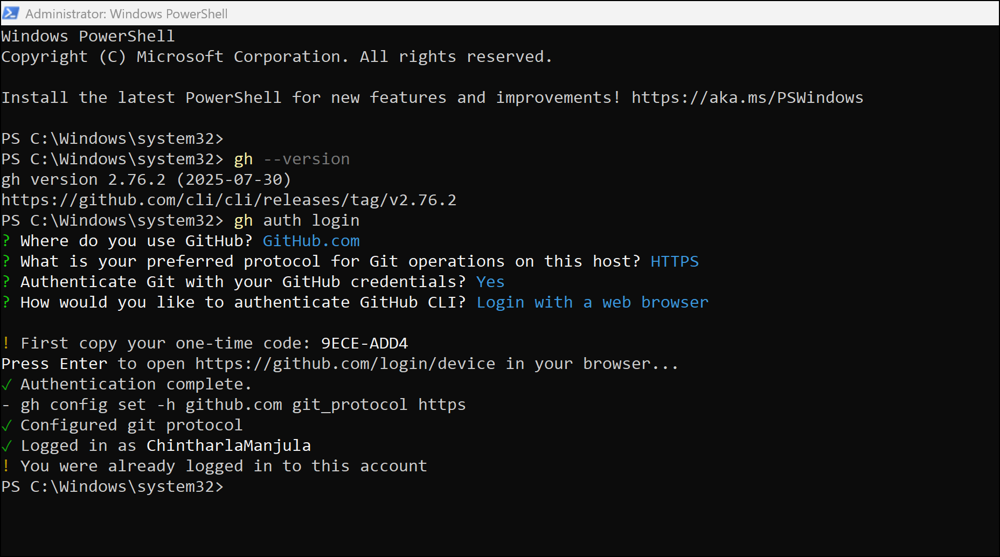 Administrator: Windows PowerShell
Windows PowerShell
Copyright (C) Microsoft Corporation. All rights reserved.
Install the latest PowerShell for new features and improvements! https://aka.ms/PSWindows
PS C:\Windows\system32>
PS C:\Windows\system32> gh --version
gh version 2.76.2 (2025-07-30)
https://github.com/cli/cli/releases/tag/v2.76.2
PS C:\Windows\system32> gh auth login
? Where do you use GitHub? GitHub.com
? What is your preferred protocol for Git operations on this host? HTTPS
? Authenticate Git with your GitHub credentials? Yes
? How would you like to authenticate GitHub CLI? Login with a web browser
! First copy your one-time code: 9ECE-ADD4
Press Enter to open https://github.com/login/device in your browser...
✓ Authentication complete.
- gh config set -h github.com git_protocol https
✓ Configured git protocol
✓ Logged in as ChintharlaManjula
! You were already logged in to this account
PS C:\Windows\system32>